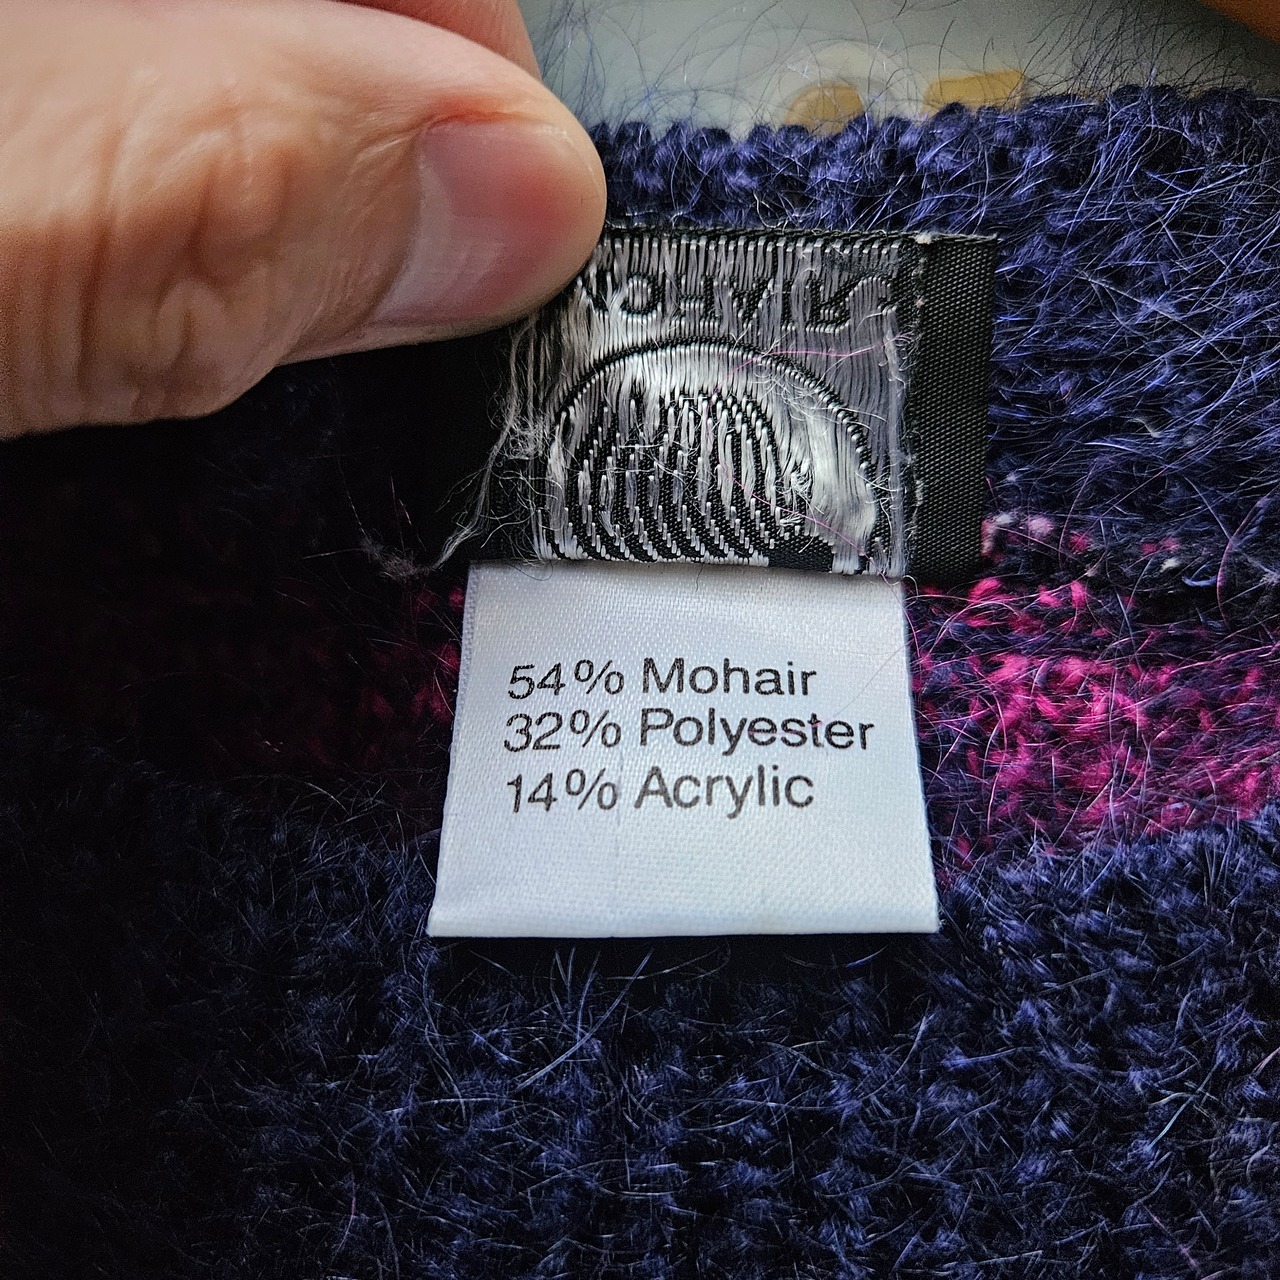 54% Mohair
32% Polyester
14% Acrylic